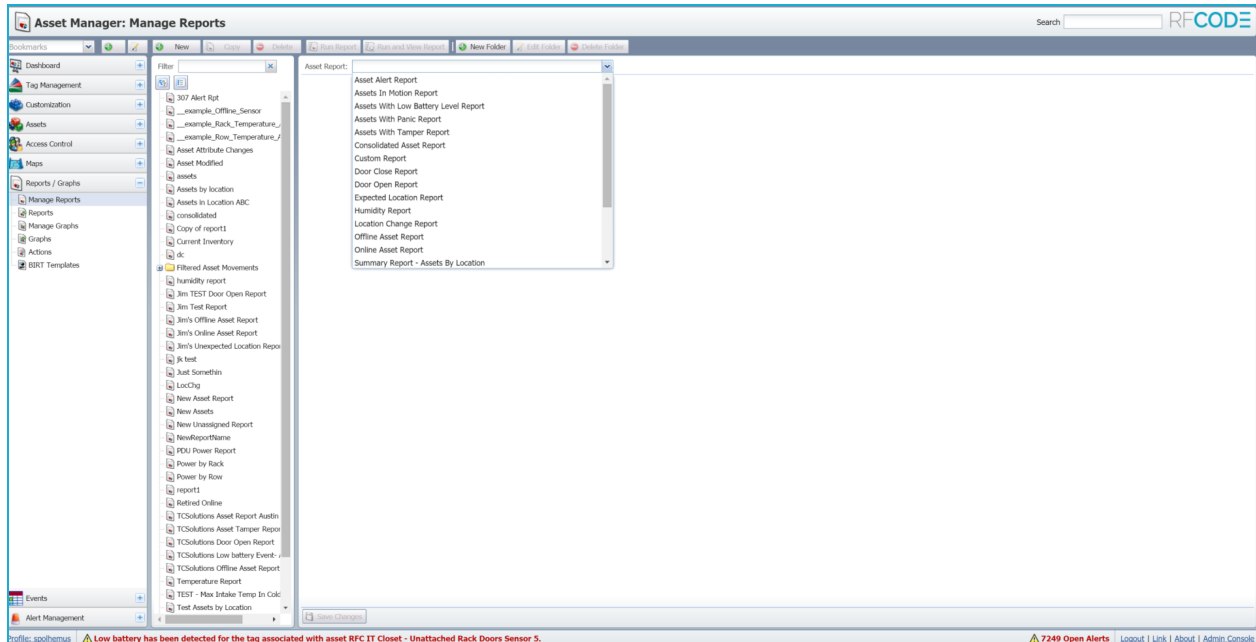 Asset Manager: Manage Reports
Search
RFCODE
Bookmarks
New Copy Delete Run Report Run and View Report New Folder Edit Folder Delete Folder
Dashboard
Tag Management
Customization
Assets
Access Control
Maps
Reports / Graphs
Manage Reports
Reports
Manage Graphs
Graphs
Actions
BIRT Templates
Events
Alert Management
Filter
307 Alert Rpt
__example_Offline_Sensor
__example_Rack_Temperature_
__example_Row_Temperature_
Asset Attribute Changes
Asset Modified
assets
Assets by location
Assets in Location ABC
consolidated
Copy of report1
Current Inventory
dc
Filtered Asset Movements
humidity report
Jim TEST Door Open Report
Jim Test Report
Jim's Offline Asset Report
Jim's Online Asset Report
Jim's Unexpected Location Repo
jk test
Just Somethin
LocChg
New Asset Report
New Assets
New Unassigned Report
NewReportName
PDU Power Report
Power by Rack
Power by Row
report1
Retired Online
TCSolutions Asset Report Austin
TCSolutions Asset Tamper Repor
TCSolutions Door Open Report
TCSolutions Low battery Event-
TCSolutions Offline Asset Report
Temperature Report
TEST - Max Intake Temp In Cold
Test Assets by Location
Asset Report:
Asset Alert Report
Assets In Motion Report
Assets With Low Battery Level Report
Assets With Panic Report
Assets With Tamper Report
Consolidated Asset Report
Custom Report
Door Close Report
Door Open Report
Expected Location Report
Humidity Report
Location Change Report
Offline Asset Report
Online Asset Report
Summary Report - Assets By Location
Save Changes
Profile: spolhemus Low battery has been detected for the tag associated with asset RFC IT Closet - Unattached Rack Doors Sensor 5.
7249 Open Alerts Logout | Link | About | Admin Console